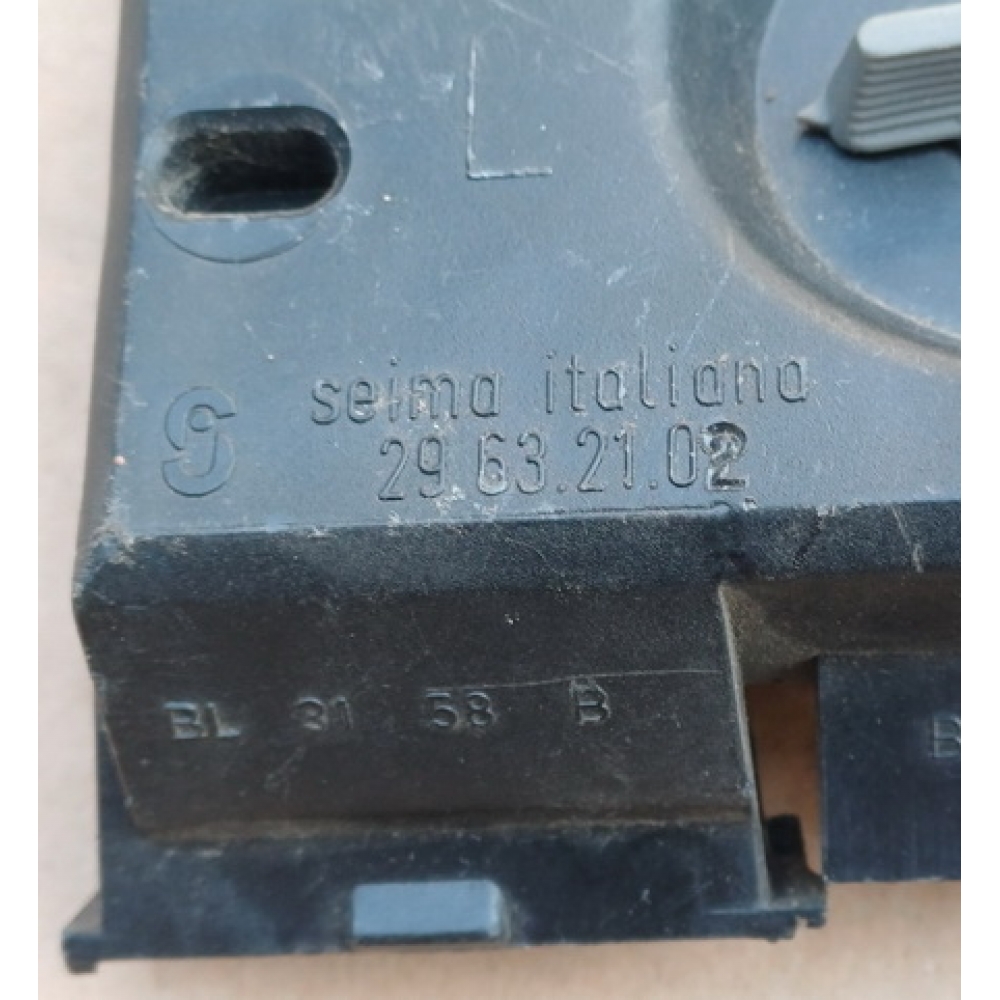 L
seima italiana
29.63.21.02
BL 31 58 B
B